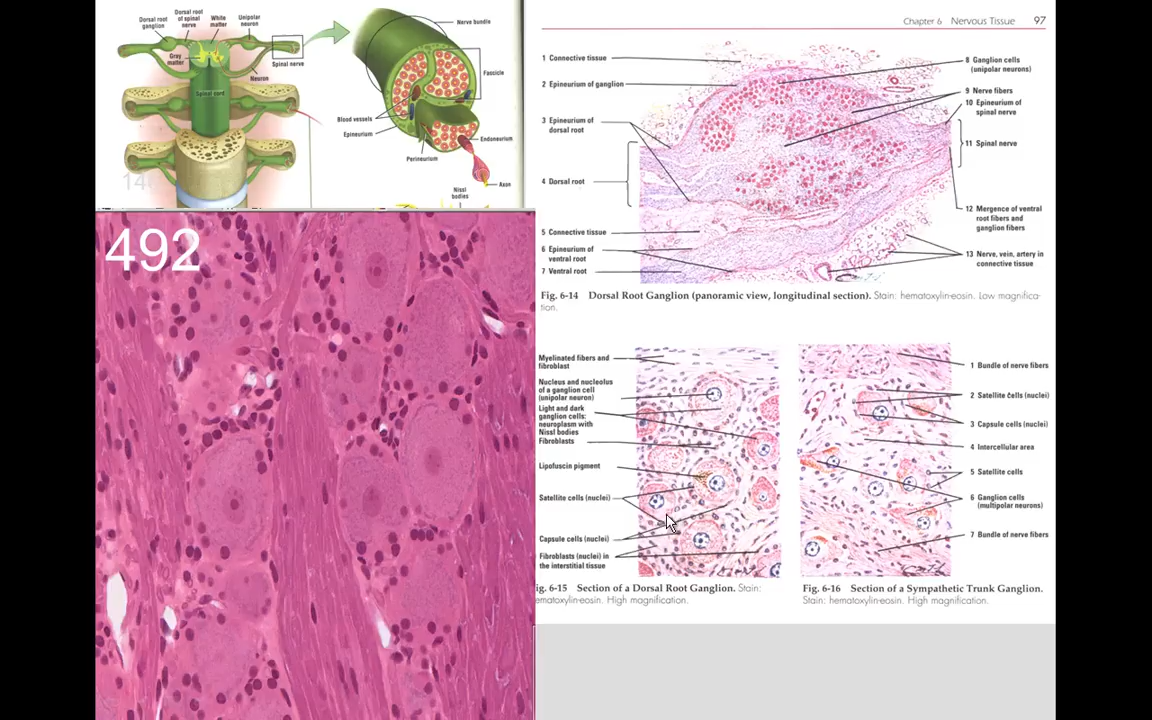 Dorsal root
ganglion
Dorsal root
of spinal
nerve
White
matter
Unipolar
neuron
Gray
matter
Spinal nerve
Neuron
Spinal cord
14
Nerve bundle
Fascicle
Blood vessels
Epineurium
Endoneurium
Perineurium
Axon
Nissl
bodies
492
Chapter 6 Nervous Tissue 97
1 Connective tissue
2 Epineurium of ganglion
3 Epineurium of
dorsal root
4 Dorsal root
5 Connective tissue
6 Epineurium of
ventral root
7 Ventral root
8 Ganglion cells
(unipolar neurons)
9 Nerve fibers
10 Epineurium of
spinal nerve
11 Spinal nerve
12 Mergence of ventral
root fibers and
ganglion fibers
13 Nerve, vein, artery in
connective tissue
Fig. 6-14 Dorsal Root Ganglion (panoramic view, longitudinal section). Stain: hematoxylin-eosin. Low magnifica-
tion.
Myelinated fibers and
fibroblast
Nucleus and nucleolus
of a ganglion cell
(unipolar neuron)
Light and dark
ganglion cells:
neuroplasm with
Nissl bodies
Fibroblasts
Lipofuscin pigment
Satellite cells (nuclei)
Capsule cells (nuclei)
Fibroblasts (nuclei) in
the interstitial tissue
ig. 6-15 Section of a Dorsal Root Ganglion. Stain:
ematoxylin-eosin. High magnification.
1 Bundle of nerve fibers
2 Satellite cells (nuclei)
3 Capsule cells (nuclei)
4 Intercellular area
5 Satellite cells
6 Ganglion cells
(multipolar neurons)
7 Bundle of nerve fibers
Fig. 6-16 Section of a Sympathetic Trunk Ganglion.
Stain: hematoxylin-eosin. High magnification.